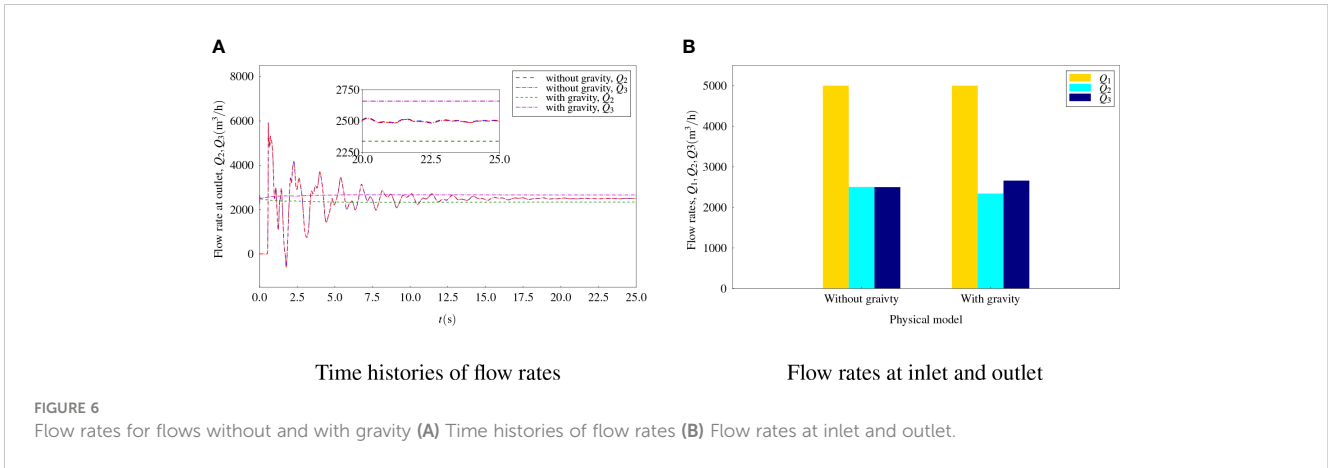 A
8000
6000
4000
2000
0
Flow rate at outlet, Q2, Q3(m³/h)
without gravity, Q2
without gravity, Q3
with gravity, Q2
with gravity, Q3
2750
2500
2250
20.0 22.5 25.0
0.0 2.5 5.0 7.5 10.0 12.5 15.0 17.5 20.0 22.5 25.0
t(s)
Time histories of flow rates
B
5000
4000
3000
2000
1000
0
Flow rates, Q1, Q2, Q3(m³/h)
Q1
Q2
Q3
Without graivty With gravity
Physical model
Flow rates at inlet and outlet
FIGURE 6
Flow rates for flows without and with gravity (A) Time histories of flow rates (B) Flow rates at inlet and outlet.